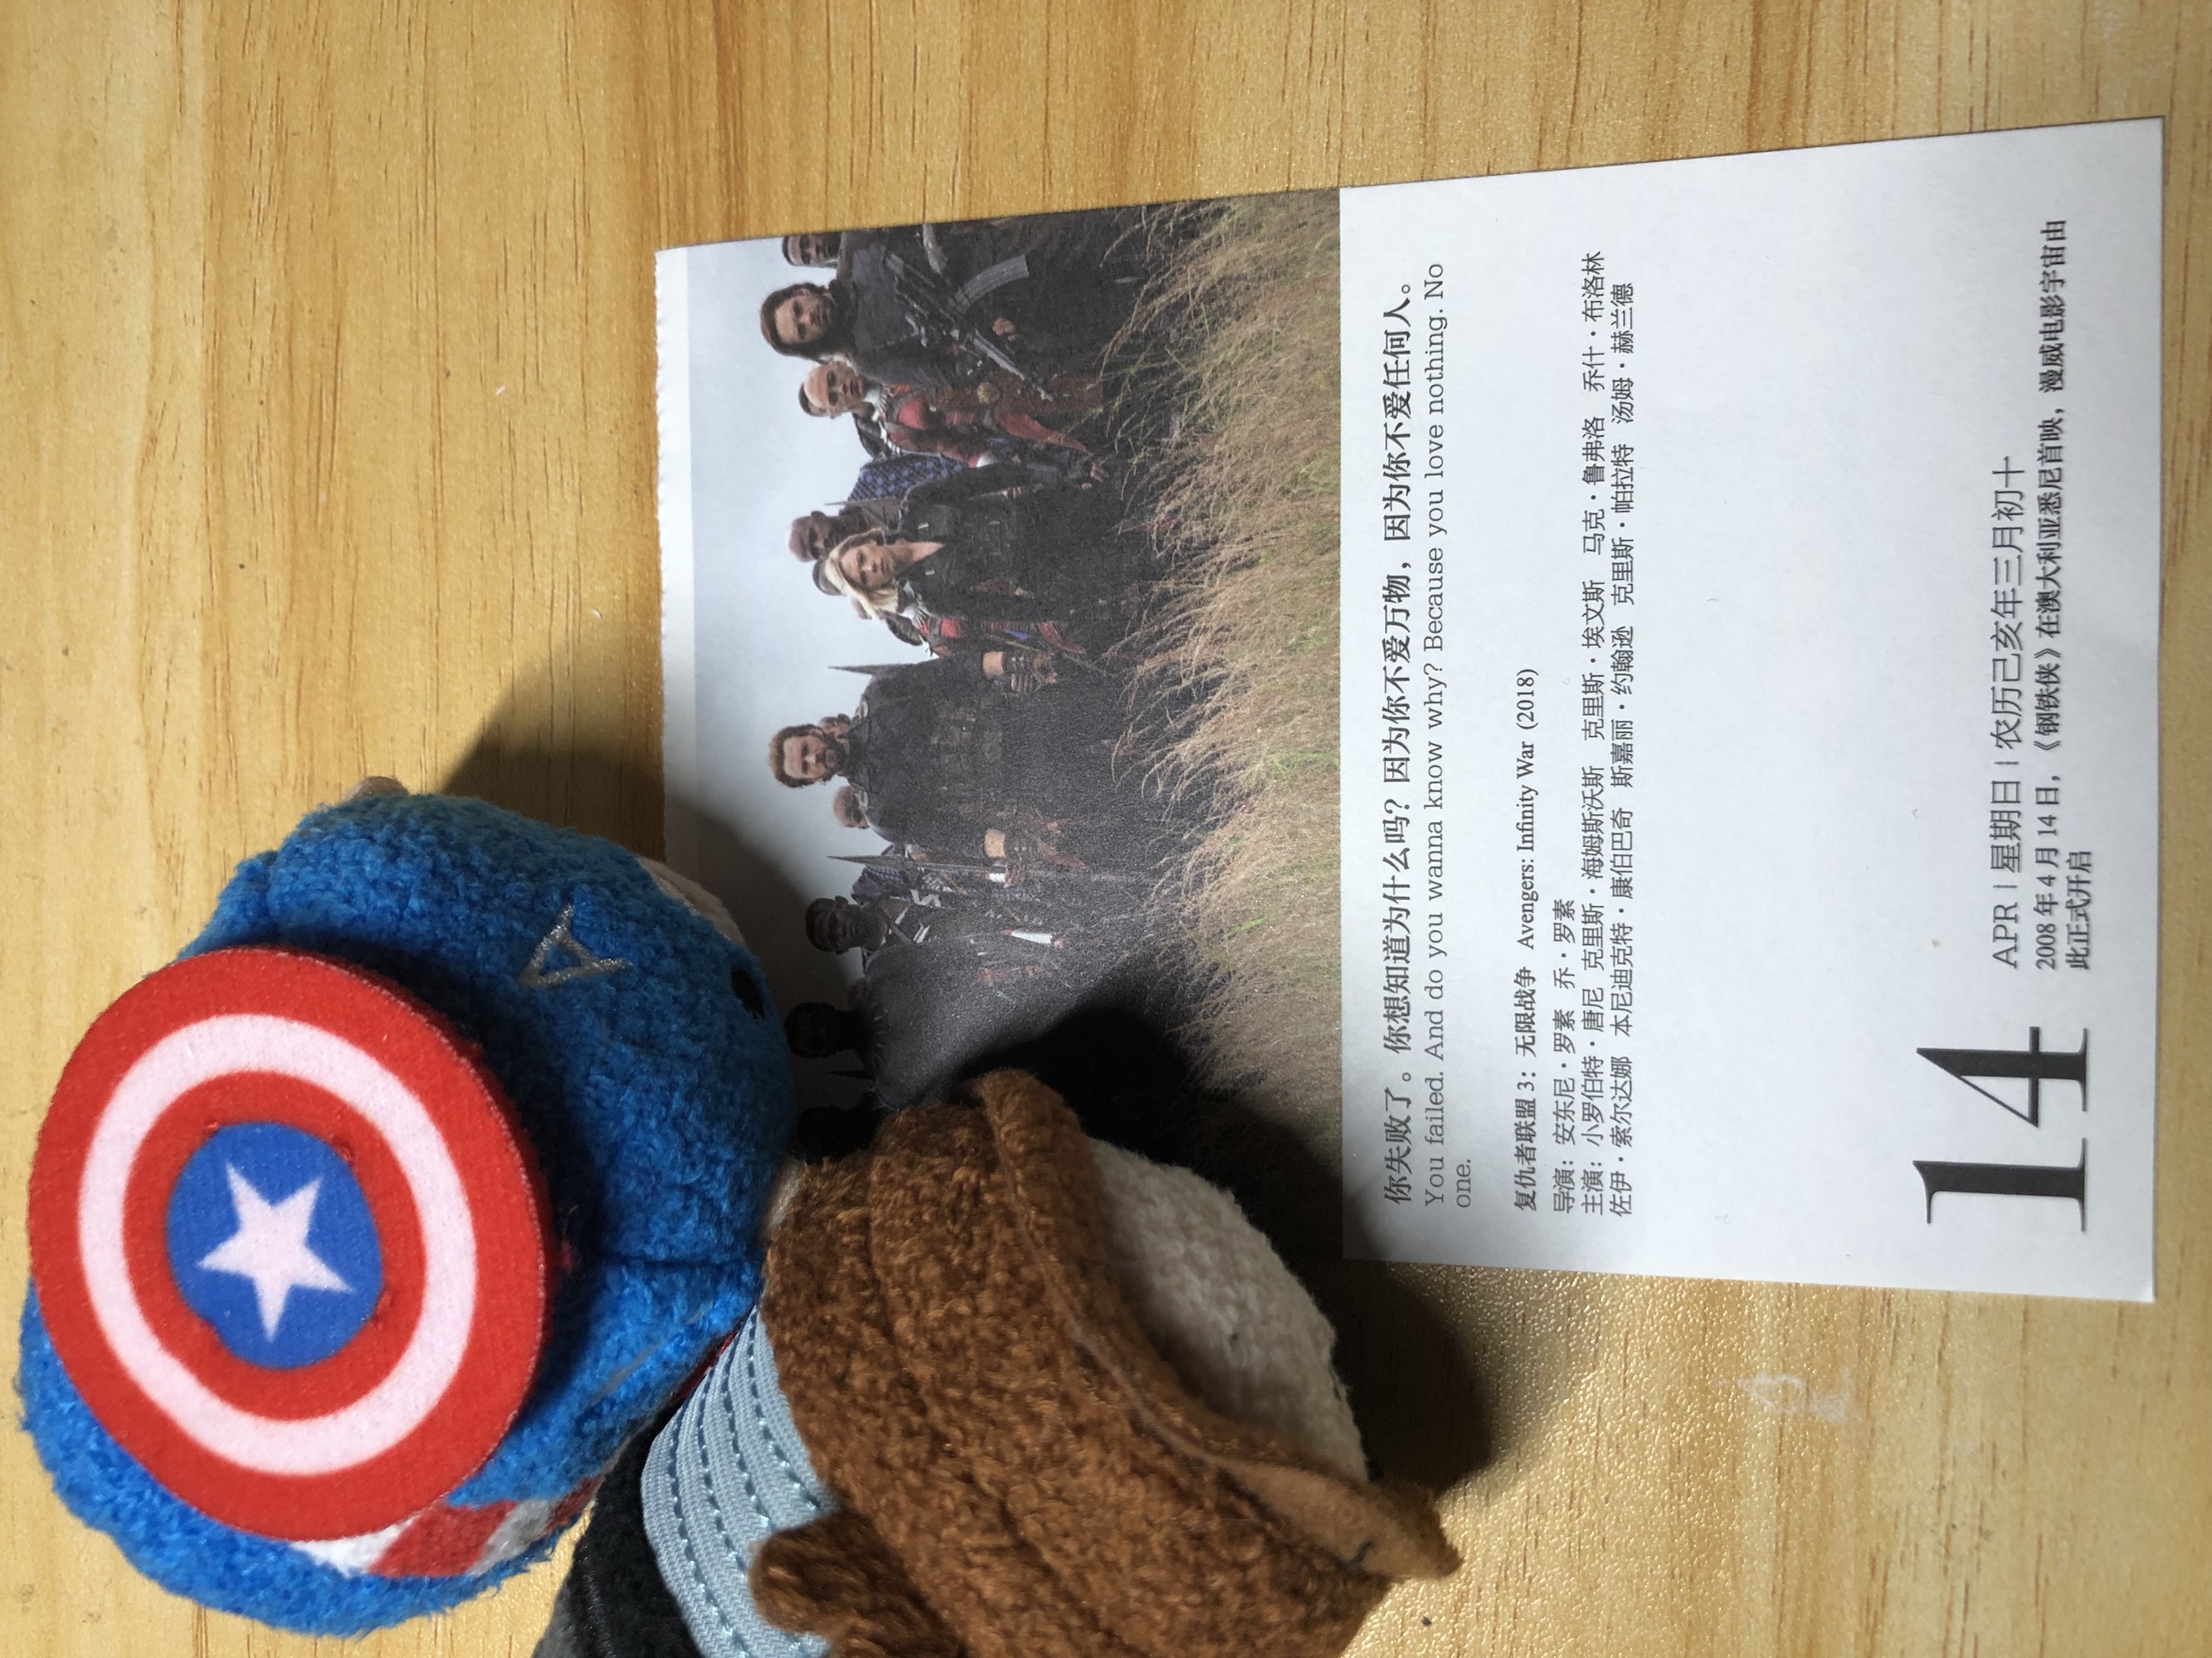 A
你失败了。你想知道为什么吗？因为你不爱万物，因为你不爱任何人。
You failed. And do you wanna know why? Because you love nothing. No
one.
复仇者联盟 3：无限战争 Avengers: Infinity War (2018)
导演：安东尼·罗素 乔·罗素
主演：小罗伯特·唐尼 克里斯·海姆斯沃斯 克里斯·埃文斯 马克·鲁弗洛 乔什·布洛林
佐伊·索尔达娜 本尼迪克特·康伯巴奇 斯嘉丽·约翰逊 克里斯·帕拉特 汤姆·赫兰德
14
APR | 星期日 | 农历己亥年三月初十
2008 年 4 月 14 日，《钢铁侠》在澳大利亚悉尼首映，漫威电影宇宙由
此正式开启